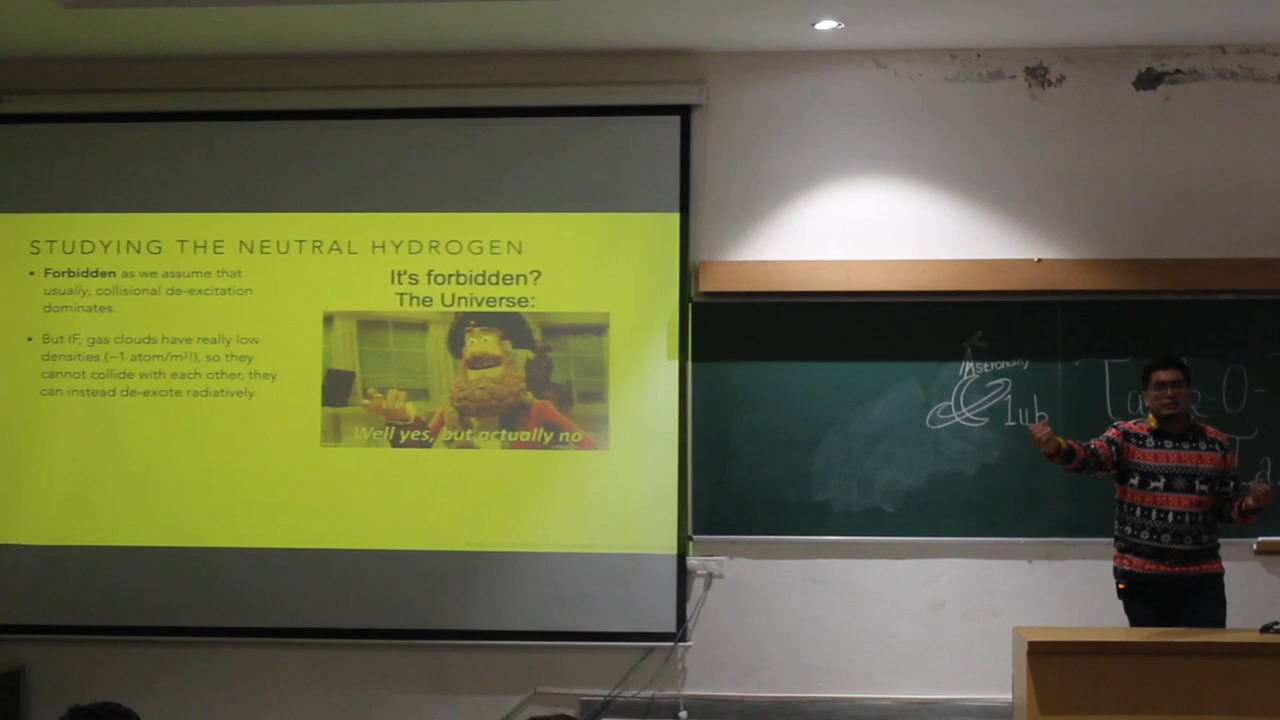 STUDYING THE NEUTRAL HYDROGEN
• Forbidden as we assume that
usually, collisional de-excitation
dominates.
• But IF, gas clouds have really low
densities (~1 atom/m³!), so they
cannot collide with each other, they
can instead de-excite radiatively.
It's forbidden?
The Universe:
Well yes, but actually no
Astronomy
Club